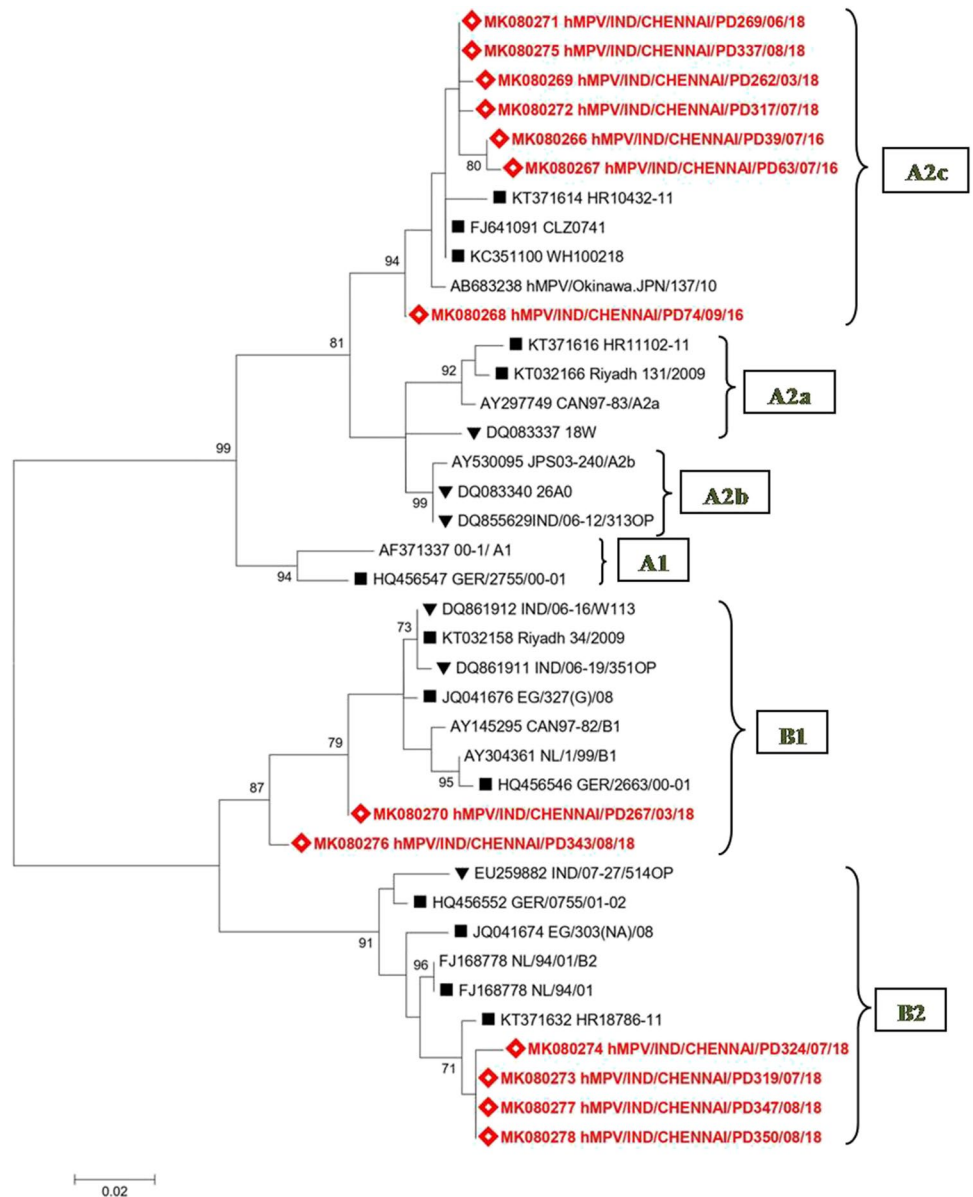 MK080271 hMPV/IND/CHENNAI/PD269/06/18
MK080275 hMPV/IND/CHENNAI/PD337/08/18
MK080269 hMPV/IND/CHENNAI/PD262/03/18
MK080272 hMPV/IND/CHENNAI/PD317/07/18
MK080266 hMPV/IND/CHENNAI/PD39/07/16
80
MK080267 hMPV/IND/CHENNAI/PD63/07/16
A2c
KT371614 HR10432-11
FJ641091 CLZ0741
KC351100 WH100218
94
AB683238 hMPV/Okinawa.JPN/137/10
MK080268 hMPV/IND/CHENNAI/PD74/09/16
81
KT371616 HR11102-11
92
KT032166 Riyadh 131/2009
A2a
AY297749 CAN97-83/A2a
DQ083337 18W
99
AY530095 JPS03-240/A2b
DQ083340 26A0
A2b
99
DQ855629IND/06-12/313OP
AF371337 00-1/ A1
A1
94
HQ456547 GER/2755/00-01
DQ861912 IND/06-16/W113
73
KT032158 Riyadh 34/2009
DQ861911 IND/06-19/351OP
JQ041676 EG/327(G)/08
AY145295 CAN97-82/B1
B1
79
AY304361 NL/1/99/B1
95
HQ456546 GER/2663/00-01
87
MK080270 hMPV/IND/CHENNAI/PD267/03/18
MK080276 hMPV/IND/CHENNAI/PD343/08/18
EU259882 IND/07-27/514OP
HQ456552 GER/0755/01-02
91
JQ041674 EG/303(NA)/08
96
FJ168778 NL/94/01/B2
FJ168778 NL/94/01
B2
KT371632 HR18786-11
MK080274 hMPV/IND/CHENNAI/PD324/07/18
71
MK080273 hMPV/IND/CHENNAI/PD319/07/18
MK080277 hMPV/IND/CHENNAI/PD347/08/18
MK080278 hMPV/IND/CHENNAI/PD350/08/18
0.02